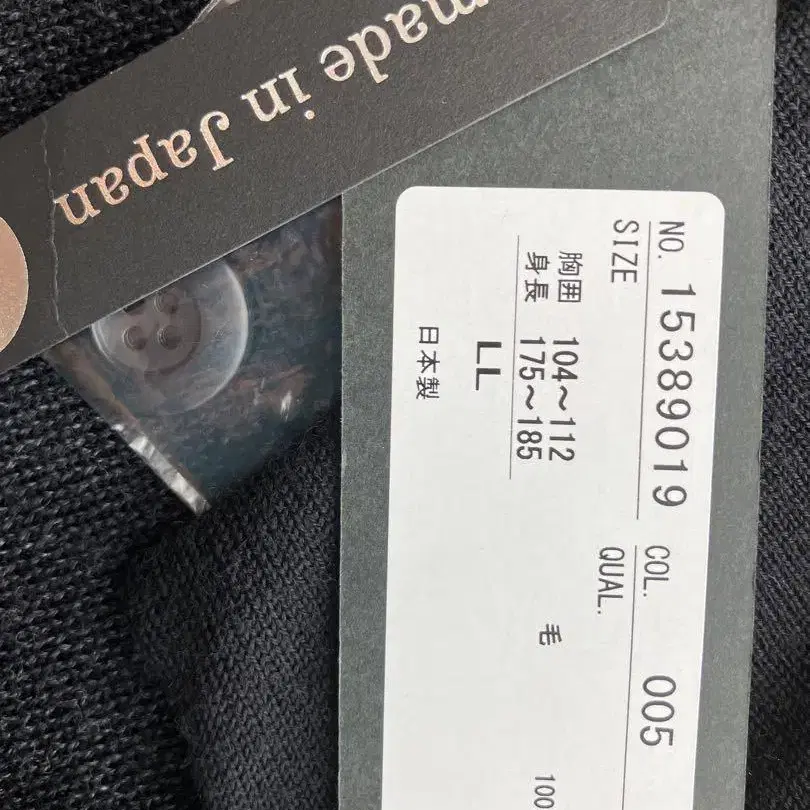 made in Japan
NO. 15389019 COL. 005
SIZE QUAL.
胸囲 104～112
身長 175～185
毛 100
LL
日本製